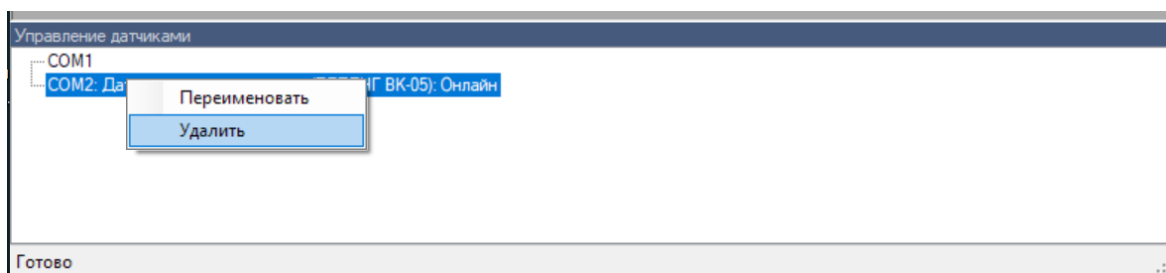 Управление датчиками
COM1
COM2: ВК-05): Онлайн
Переименовать
Удалить
Готово